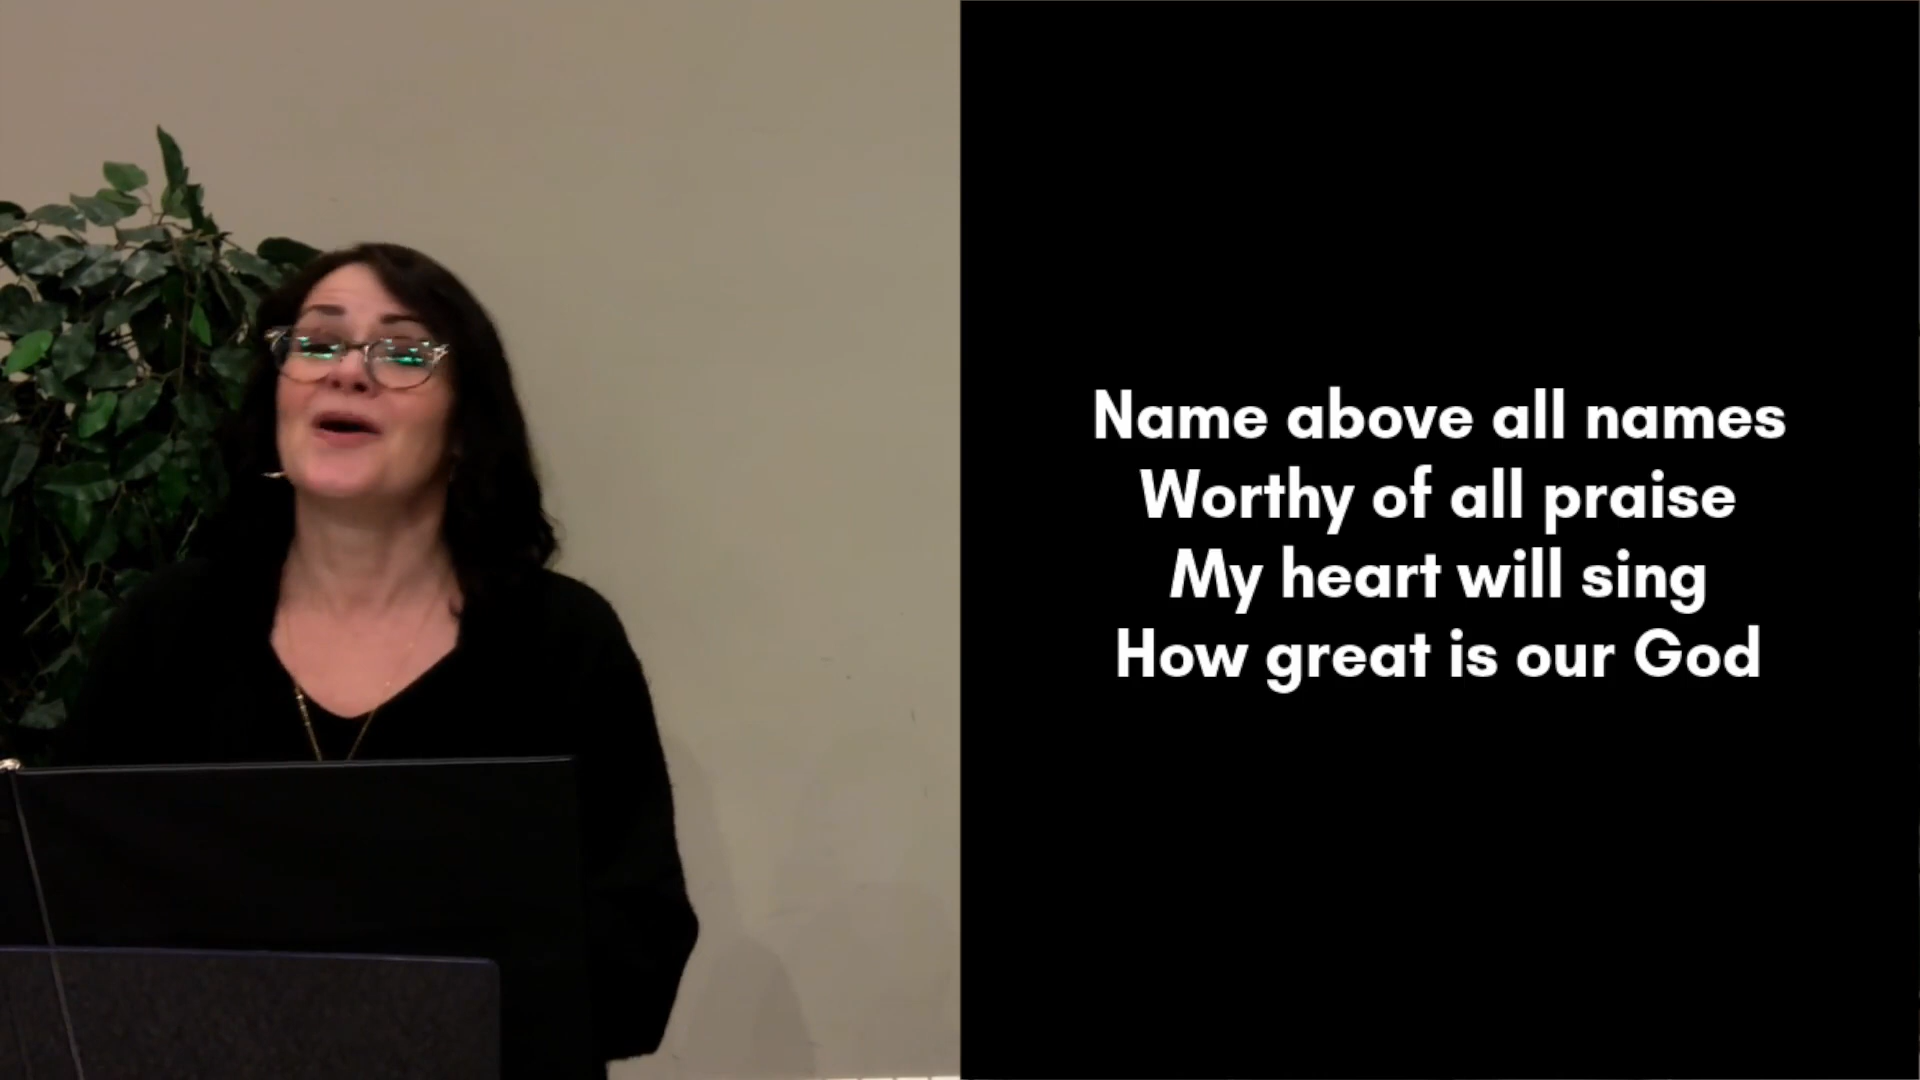 Name above all names
Worthy of all praise
My heart will sing
How great is our God